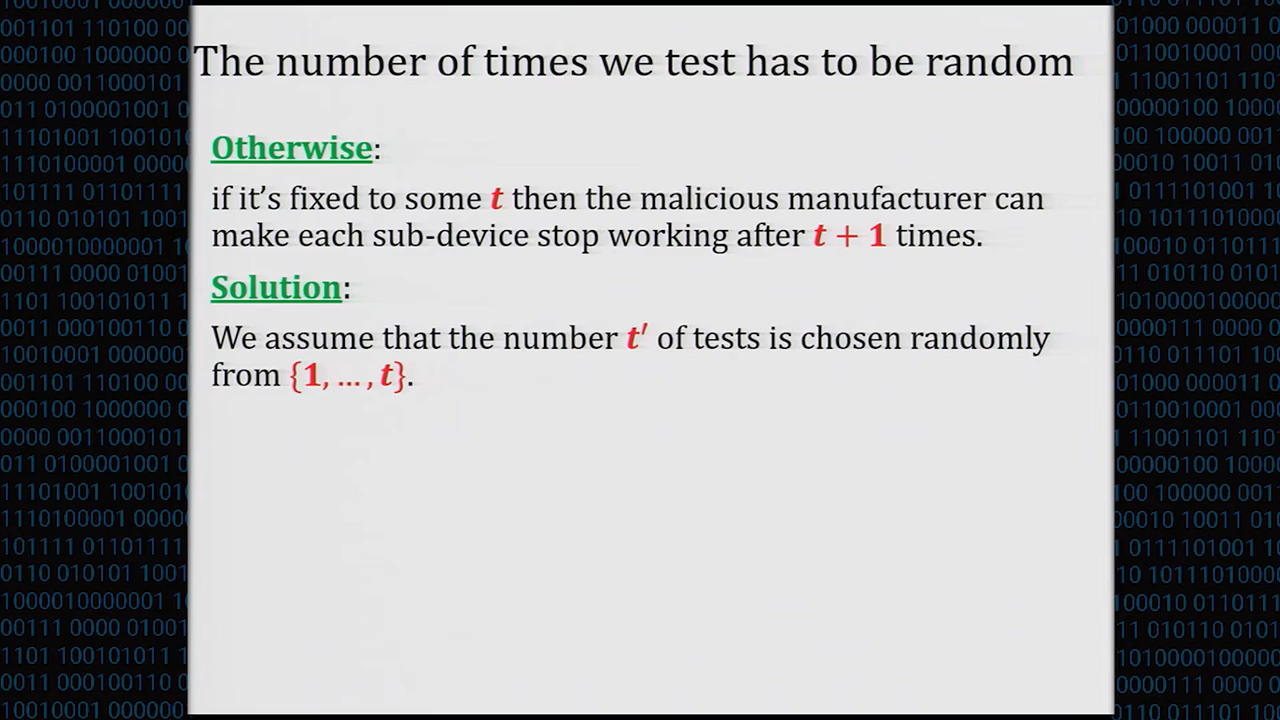 The number of times we test has to be random
Otherwise:
if it's fixed to some t then the malicious manufacturer can
make each sub-device stop working after t + 1 times.
Solution:
We assume that the number t′ of tests is chosen randomly
from {1, … , t}.